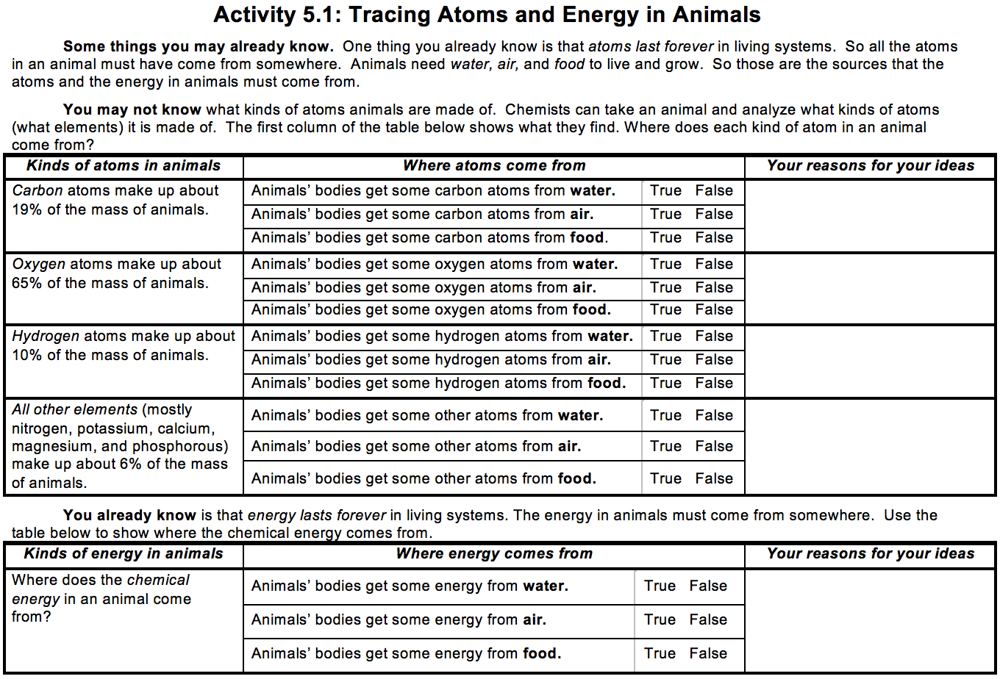 Activity 5.1: Tracing Atoms and Energy in Animals
Some things you may already know. One thing you already know is that atoms last forever in living systems. So all the atoms
in an animal must have come from somewhere. Animals need water, air, and food to live and grow. So those are the sources that the
atoms and the energy in animals must come from.
You may not know what kinds of atoms animals are made of. Chemists can take an animal and analyze what kinds of atoms
(what elements) it is made of. The first column of the table below shows what they find. Where does each kind of atom in an animal
come from?
Kinds of atoms in animals Where atoms come from Your reasons for your ideas
Carbon atoms make up about
19% of the mass of animals.
Animals' bodies get some carbon atoms from water. True False
Animals' bodies get some carbon atoms from air. True False
Animals' bodies get some carbon atoms from food. True False
Oxygen atoms make up about
65% of the mass of animals.
Animals' bodies get some oxygen atoms from water. True False
Animals' bodies get some oxygen atoms from air. True False
Animals' bodies get some oxygen atoms from food. True False
Hydrogen atoms make up about
10% of the mass of animals.
Animals' bodies get some hydrogen atoms from water. True False
Animals' bodies get some hydrogen atoms from air. True False
Animals' bodies get some hydrogen atoms from food. True False
All other elements (mostly
nitrogen, potassium, calcium,
magnesium, and phosphorous)
make up about 6% of the mass
of animals.
Animals' bodies get some other atoms from water. True False
Animals' bodies get some other atoms from air. True False
Animals' bodies get some other atoms from food. True False
You already know is that energy lasts forever in living systems. The energy in animals must come from somewhere. Use the
table below to show where the chemical energy comes from.
Kinds of energy in animals Where energy comes from Your reasons for your ideas
Where does the chemical
energy in an animal come
from?
Animals' bodies get some energy from water. True False
Animals' bodies get some energy from air. True False
Animals' bodies get some energy from food. True False